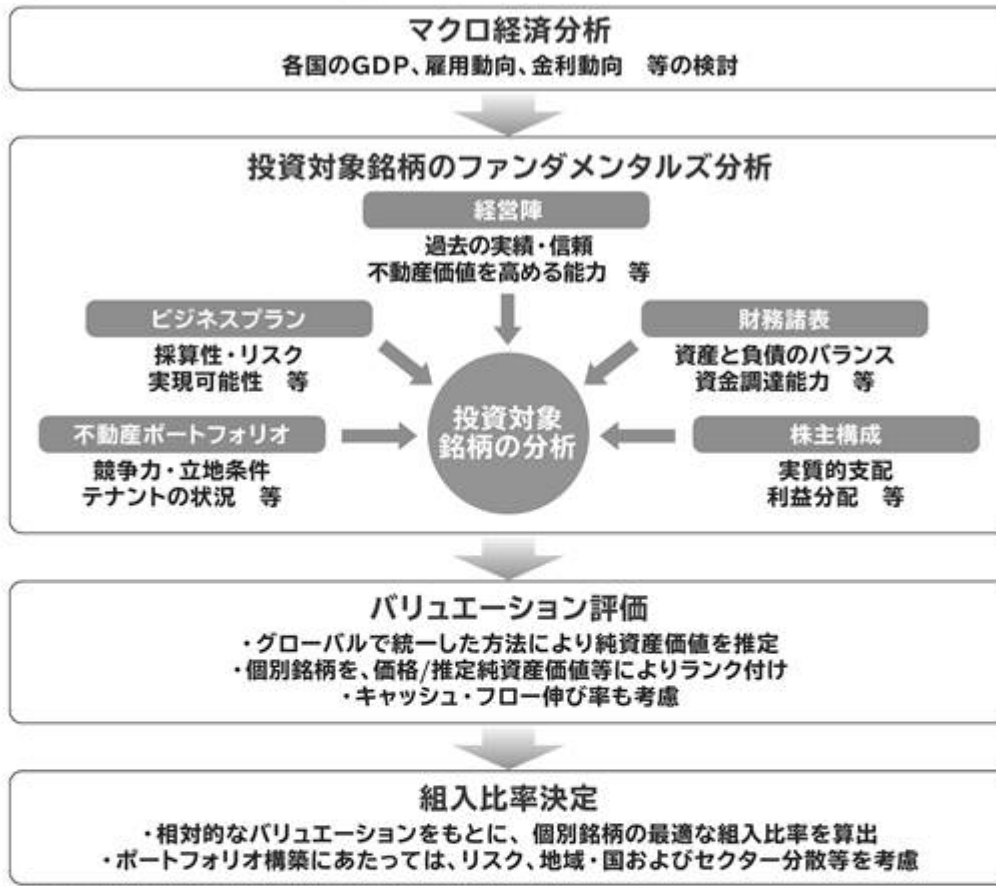 マクロ経済分析
各国のGDP、雇用動向、金利動向　等の検討
投資対象銘柄のファンダメンタルズ分析
経営陣
過去の実績・信頼
不動産価値を高める能力　等
ビジネスプラン
採算性・リスク
実現可能性　等
財務諸表
資産と負債のバランス
資金調達能力　等
不動産ポートフォリオ
競争力・立地条件
テナントの状況　等
投資対象
銘柄の分析
株主構成
実質的支配
利益分配　等
バリュエーション評価
・グローバルで統一した方法により純資産価値を推定
・個別銘柄を、価格/推定純資産価値等によりランク付け
・キャッシュ・フロー伸び率も考慮
組入比率決定
・相対的なバリュエーションをもとに、個別銘柄の最適な組入比率を算出
・ポートフォリオ構築にあたっては、リスク、地域・国およびセクター分散等を考慮